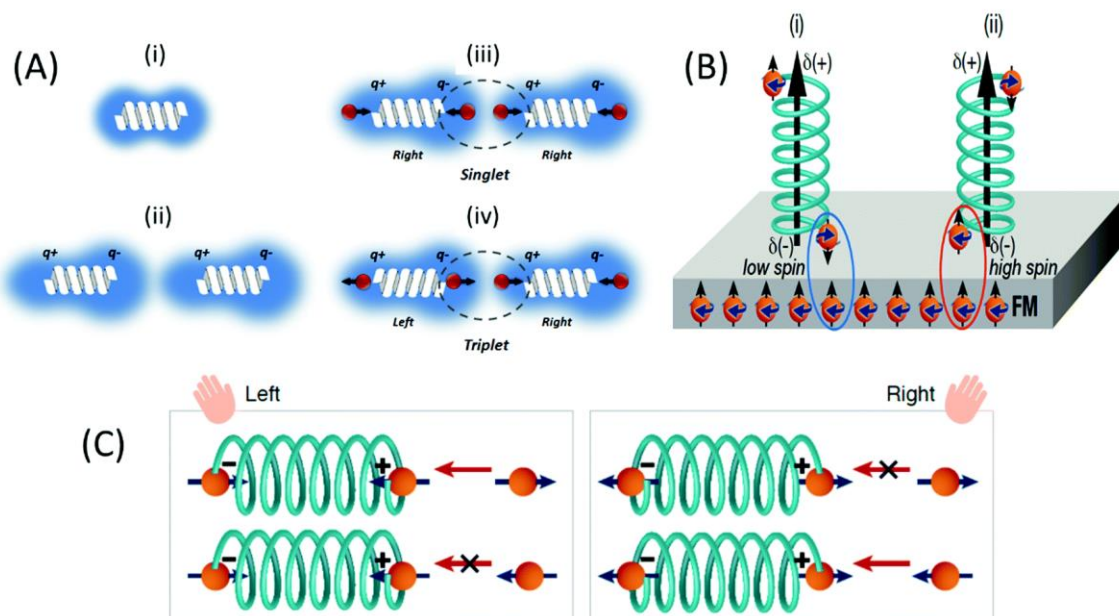 (A)
(i)
(iii)
q+ q- q+ q-
Right Right
Singlet
(ii)
(iv)
q+ q- q+ q-
Left Right
Triplet
(B)
(i) (ii)
δ(+) δ(+)
δ(-) δ(-)
low spin high spin
FM
(C)
Left Right
- + - +
- + - +